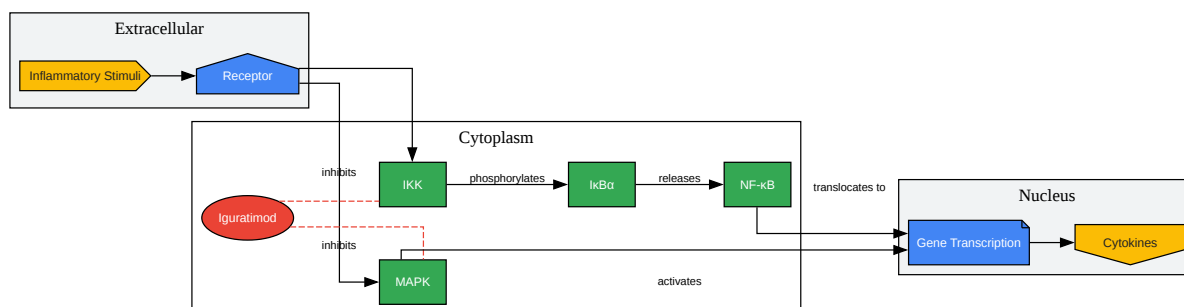 Extracellular
Inflammatory Stimuli
Receptor
Cytoplasm
inhibits
IKK
phosphorylates
IκBα
releases
NF-κB
translocates to
Nucleus
Iguratimod
inhibits
Gene Transcription
Cytokines
MAPK
activates